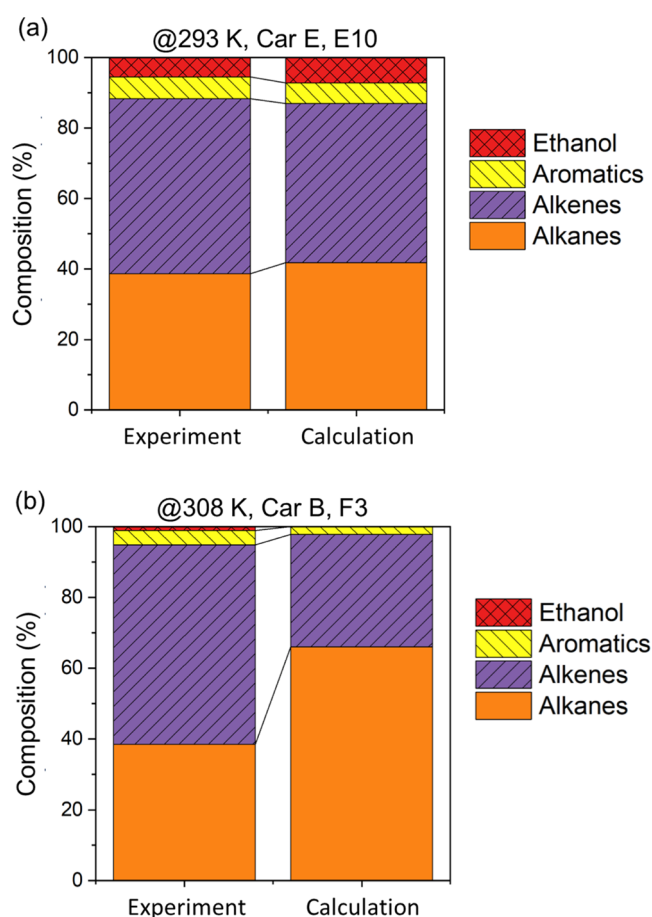 (a)
@293 K, Car E, E10
100
80
60
40
20
0
Composition (%)
Experiment Calculation
Ethanol
Aromatics
Alkenes
Alkanes
(b)
@308 K, Car B, F3
100
80
60
40
20
0
Composition (%)
Experiment Calculation
Ethanol
Aromatics
Alkenes
Alkanes